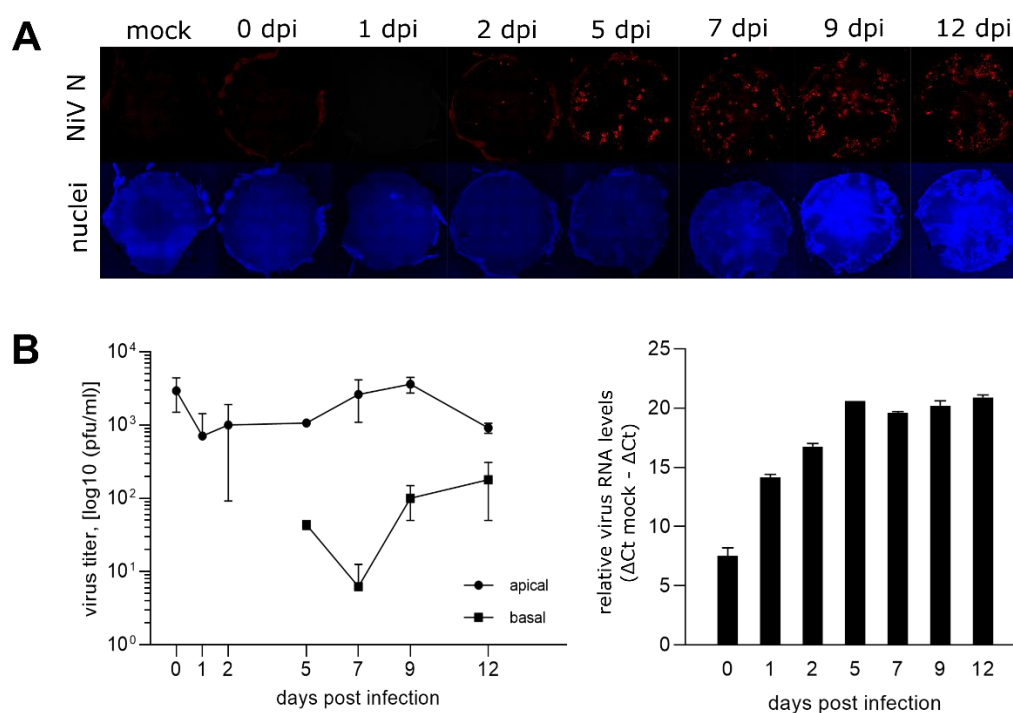 A
mock 0 dpi 1 dpi 2 dpi 5 dpi 7 dpi 9 dpi 12 dpi
NiV N
nuclei
B
virus titer, [log10 (pfu/ml)]
10⁴
10³
10²
10¹
10⁰
apical
basal
0 1 2 5 7 9 12
days post infection
relative virus RNA levels
(ΔCt mock - ΔCt)
25
20
15
10
5
0
0 1 2 5 7 9 12
days post infection